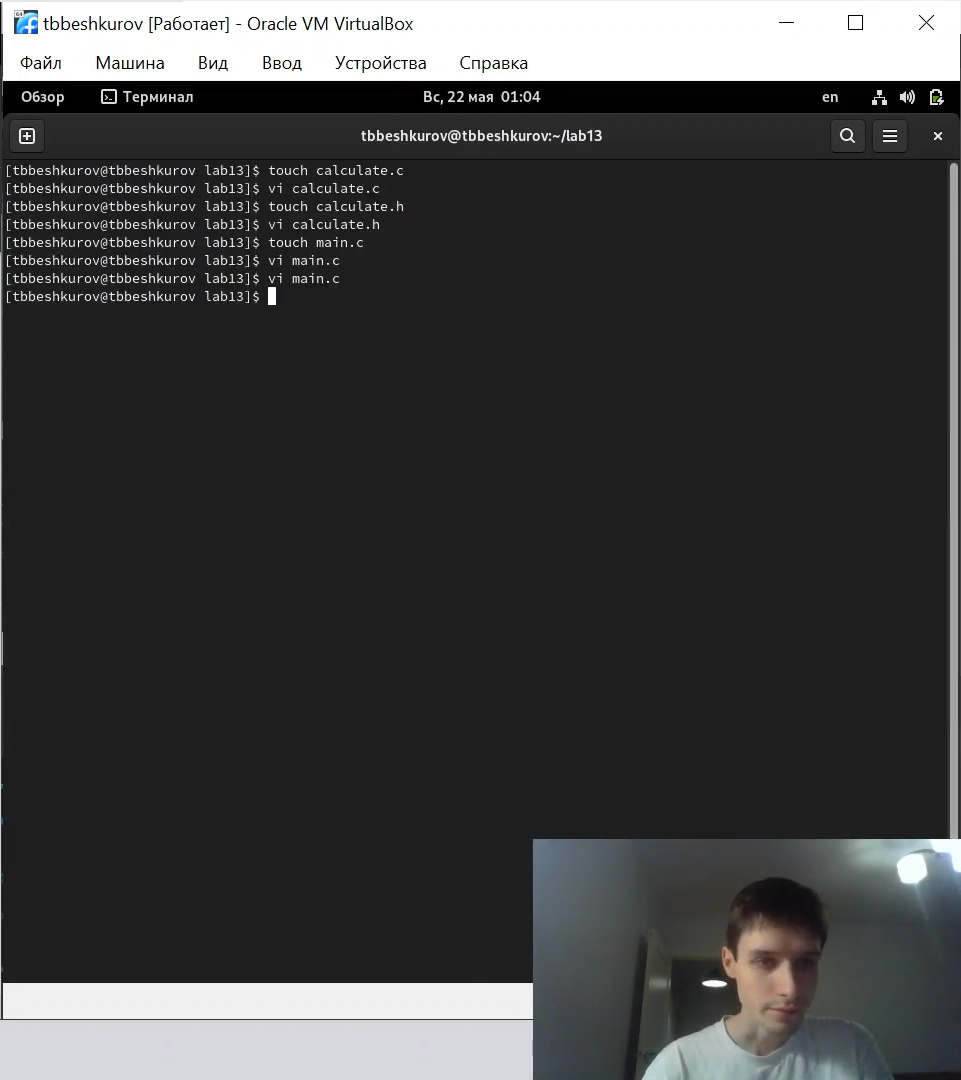 tbbeshkurov [Работает] - Oracle VM VirtualBox
Файл Машина Вид Ввод Устройства Справка
Обзор Терминал Вс, 22 мая 01:04 en
tbbeshkurov@tbbeshkurov:~/lab13
[tbbeshkurov@tbbeshkurov lab13]$ touch calculate.c
[tbbeshkurov@tbbeshkurov lab13]$ vi calculate.c
[tbbeshkurov@tbbeshkurov lab13]$ touch calculate.h
[tbbeshkurov@tbbeshkurov lab13]$ vi calculate.h
[tbbeshkurov@tbbeshkurov lab13]$ touch main.c
[tbbeshkurov@tbbeshkurov lab13]$ vi main.c
[tbbeshkurov@tbbeshkurov lab13]$ vi main.c
[tbbeshkurov@tbbeshkurov lab13]$